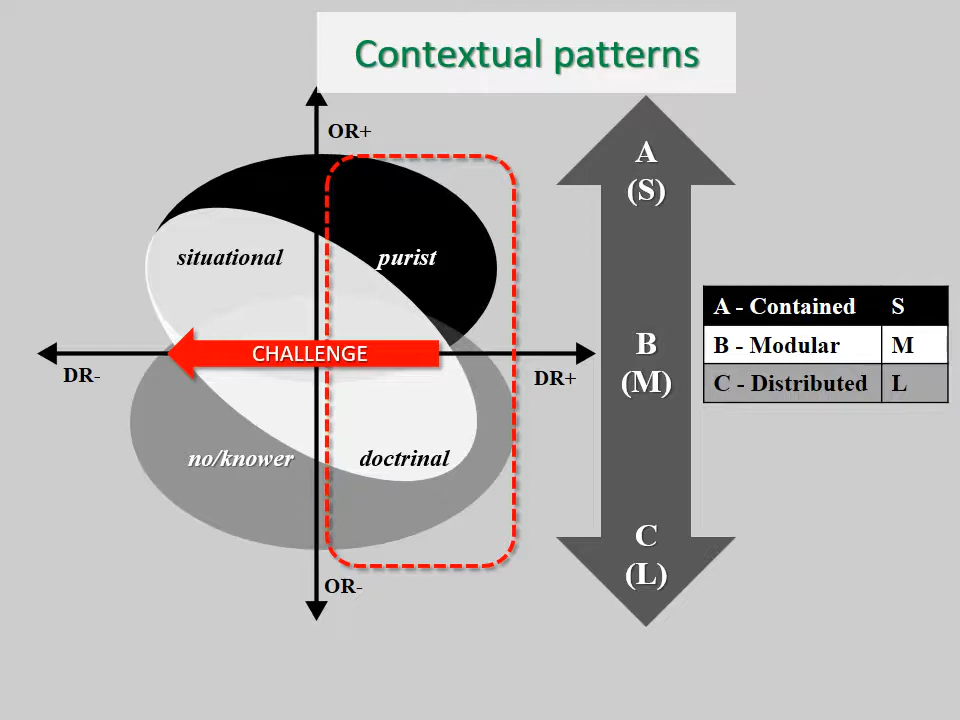 Contextual patterns
OR+
A
(S)
situational
purist
A - Contained S
B - Modular M
C - Distributed L
B
(M)
CHALLENGE
DR-
DR+
no/knower
doctrinal
C
(L)
OR-